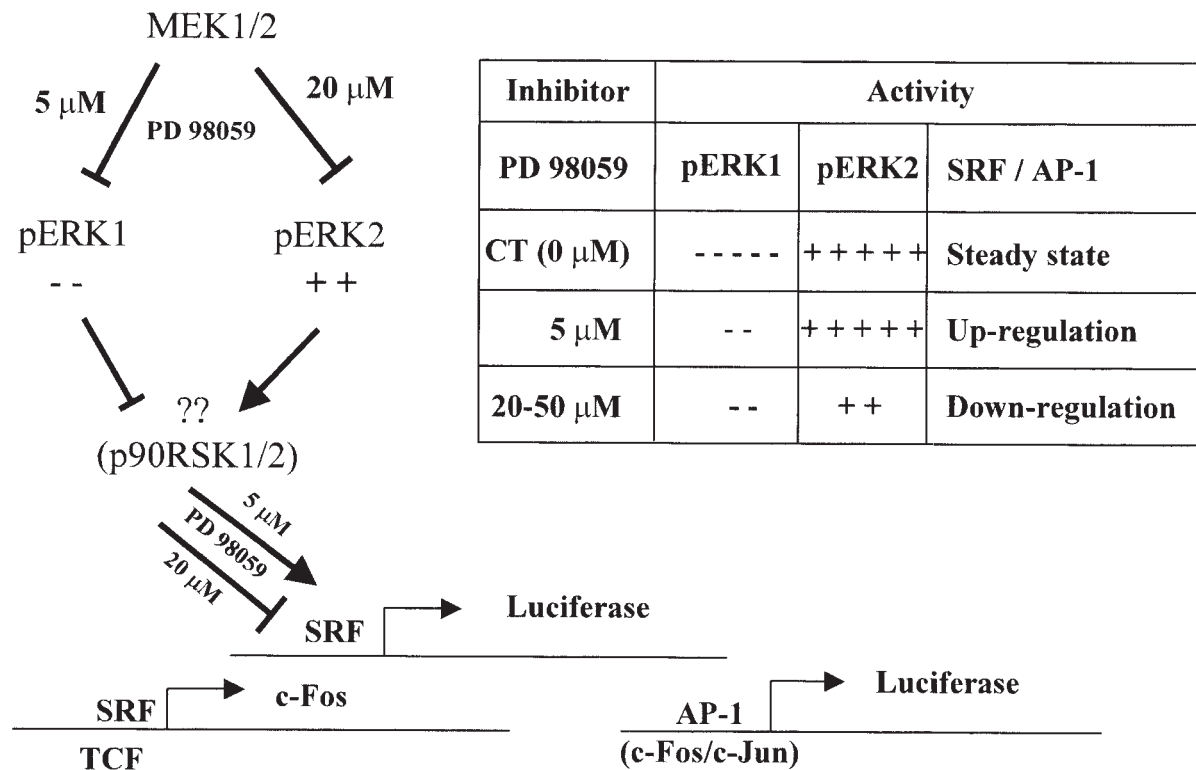 MEK1/2
5 μM
20 μM
PD 98059
pERK1
pERK2
- -
+ +
??
(p90RSK1/2)
5 μM
PD 98059
20 μM
SRF
Luciferase
SRF
c-Fos
TCF
AP-1
Luciferase
(c-Fos/c-Jun)
Inhibitor Activity
PD 98059 pERK1 pERK2 SRF / AP-1
CT (0 μM) - - - - - + + + + + Steady state
5 μM - - + + + + + Up-regulation
20-50 μM - - + + Down-regulation